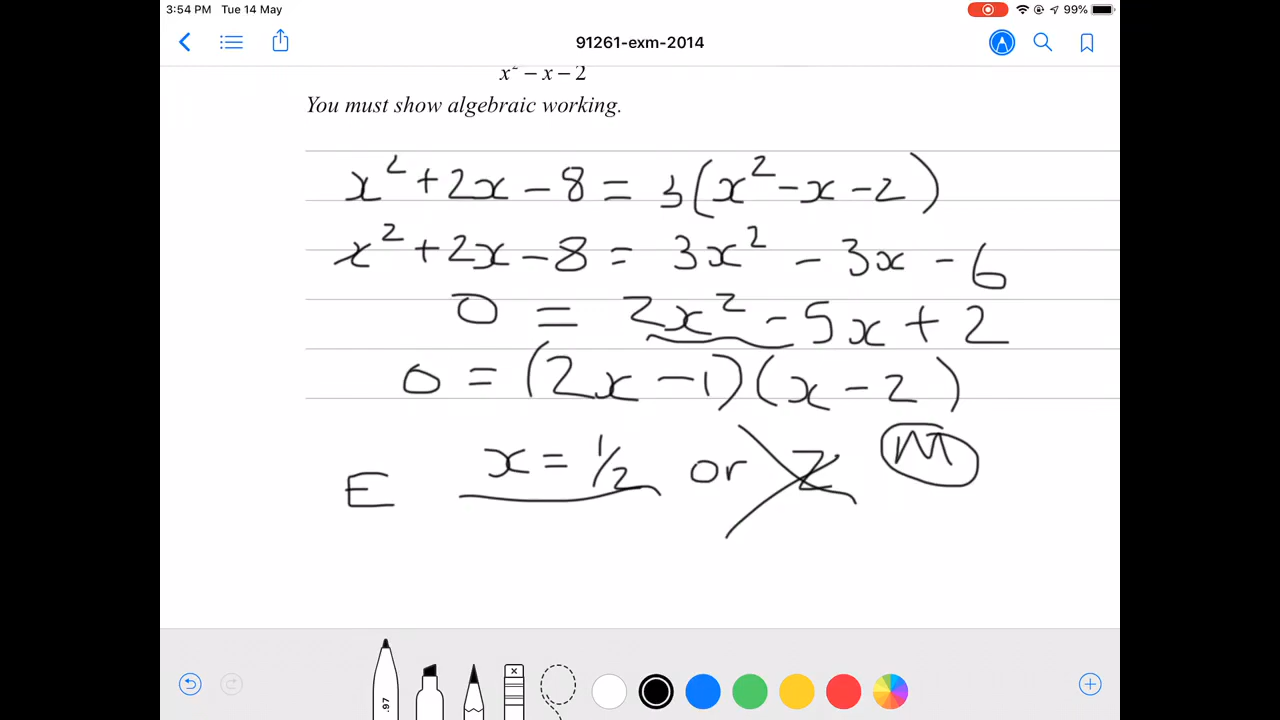 3:54 PM Tue 14 May 99%
91261-exm-2014
x² − x − 2
You must show algebraic working.
x² + 2x − 8 = 3(x² − x − 2)
x² + 2x − 8 = 3x² − 3x − 6
0 = 2x² − 5x + 2
0 = (2x − 1)(x − 2)
E x = 1/2 or 2 M
.97